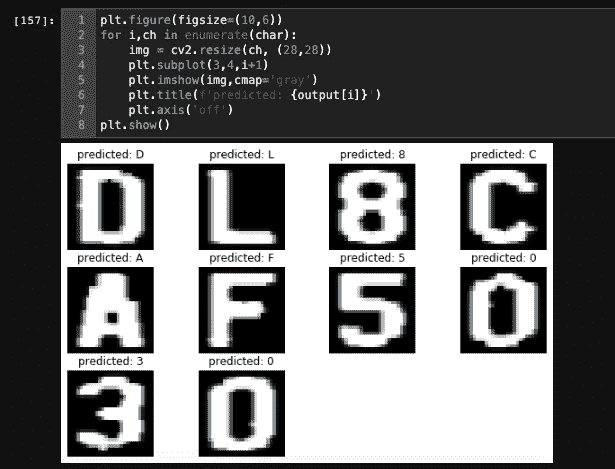 [157]:
1 plt.figure(figsize=(10,6))
2 for i,ch in enumerate(char):
3     img = cv2.resize(ch, (28,28))
4     plt.subplot(3,4,i+1)
5     plt.imshow(img,cmap='gray')
6     plt.title(f'predicted: {output[i]}')
7     plt.axis('off')
8 plt.show()
predicted: D predicted: L predicted: 8 predicted: C
D L 8 C
predicted: A predicted: F predicted: 5 predicted: 0
A F 5 0
predicted: 3 predicted: 0
3 0